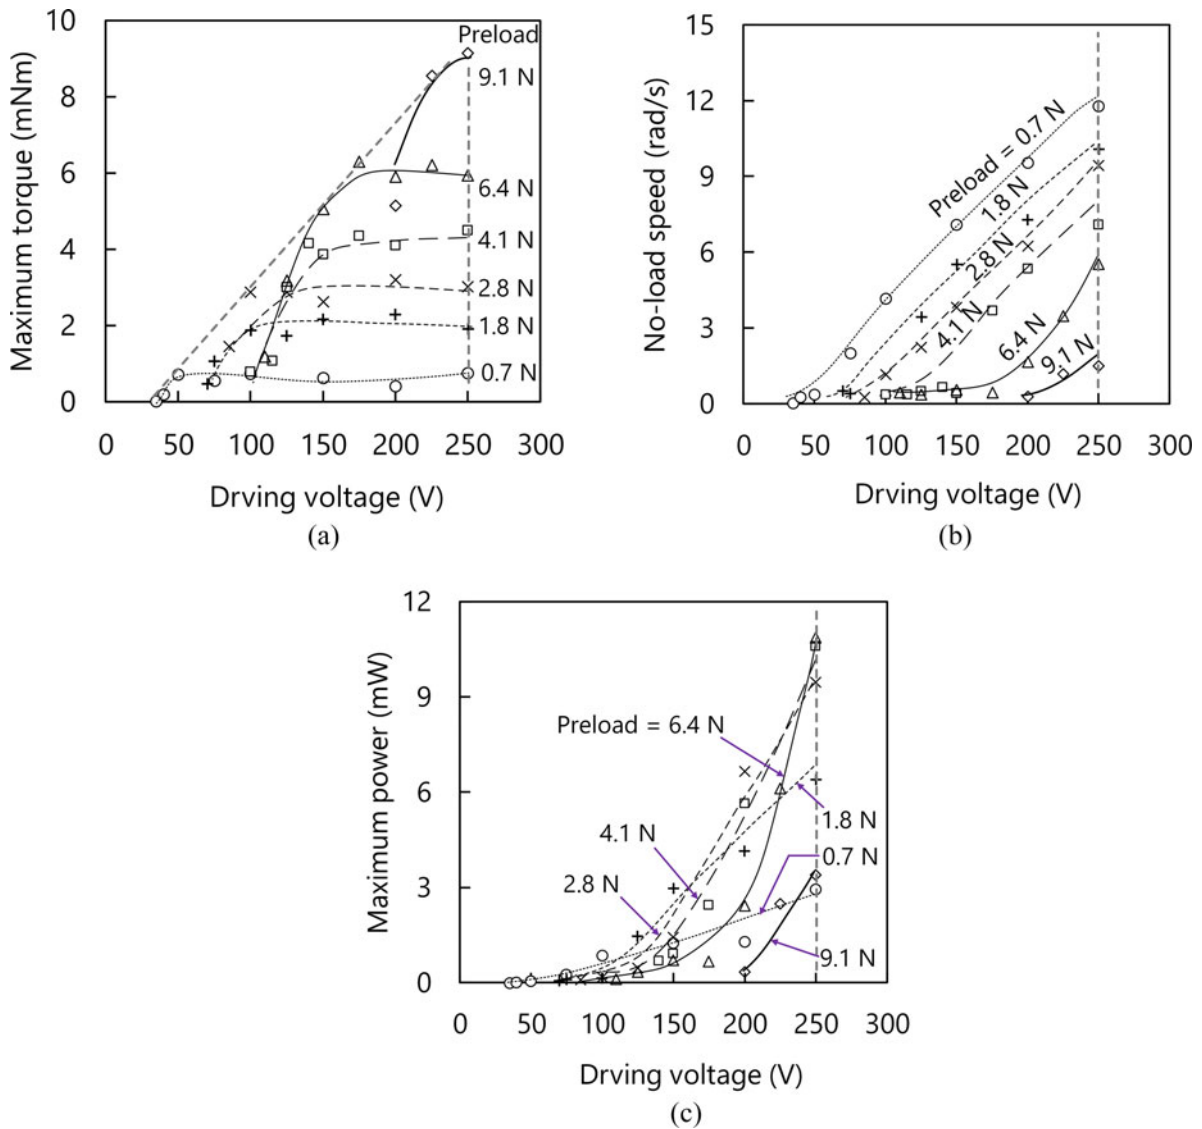 10
8
6
4
2
0
Maximum torque (mNm)
Preload
9.1 N
6.4 N
4.1 N
2.8 N
1.8 N
0.7 N
0 50 100 150 200 250 300
Drving voltage (V)
(a)
15
12
9
6
3
0
No-load speed (rad/s)
Preload = 0.7 N
1.8 N
2.8 N
4.1 N
6.4 N
9.1 N
0 50 100 150 200 250 300
Drving voltage (V)
(b)
12
9
6
3
0
Maximum power (mW)
Preload = 6.4 N
1.8 N
4.1 N
0.7 N
2.8 N
9.1 N
0 50 100 150 200 250 300
Drving voltage (V)
(c)